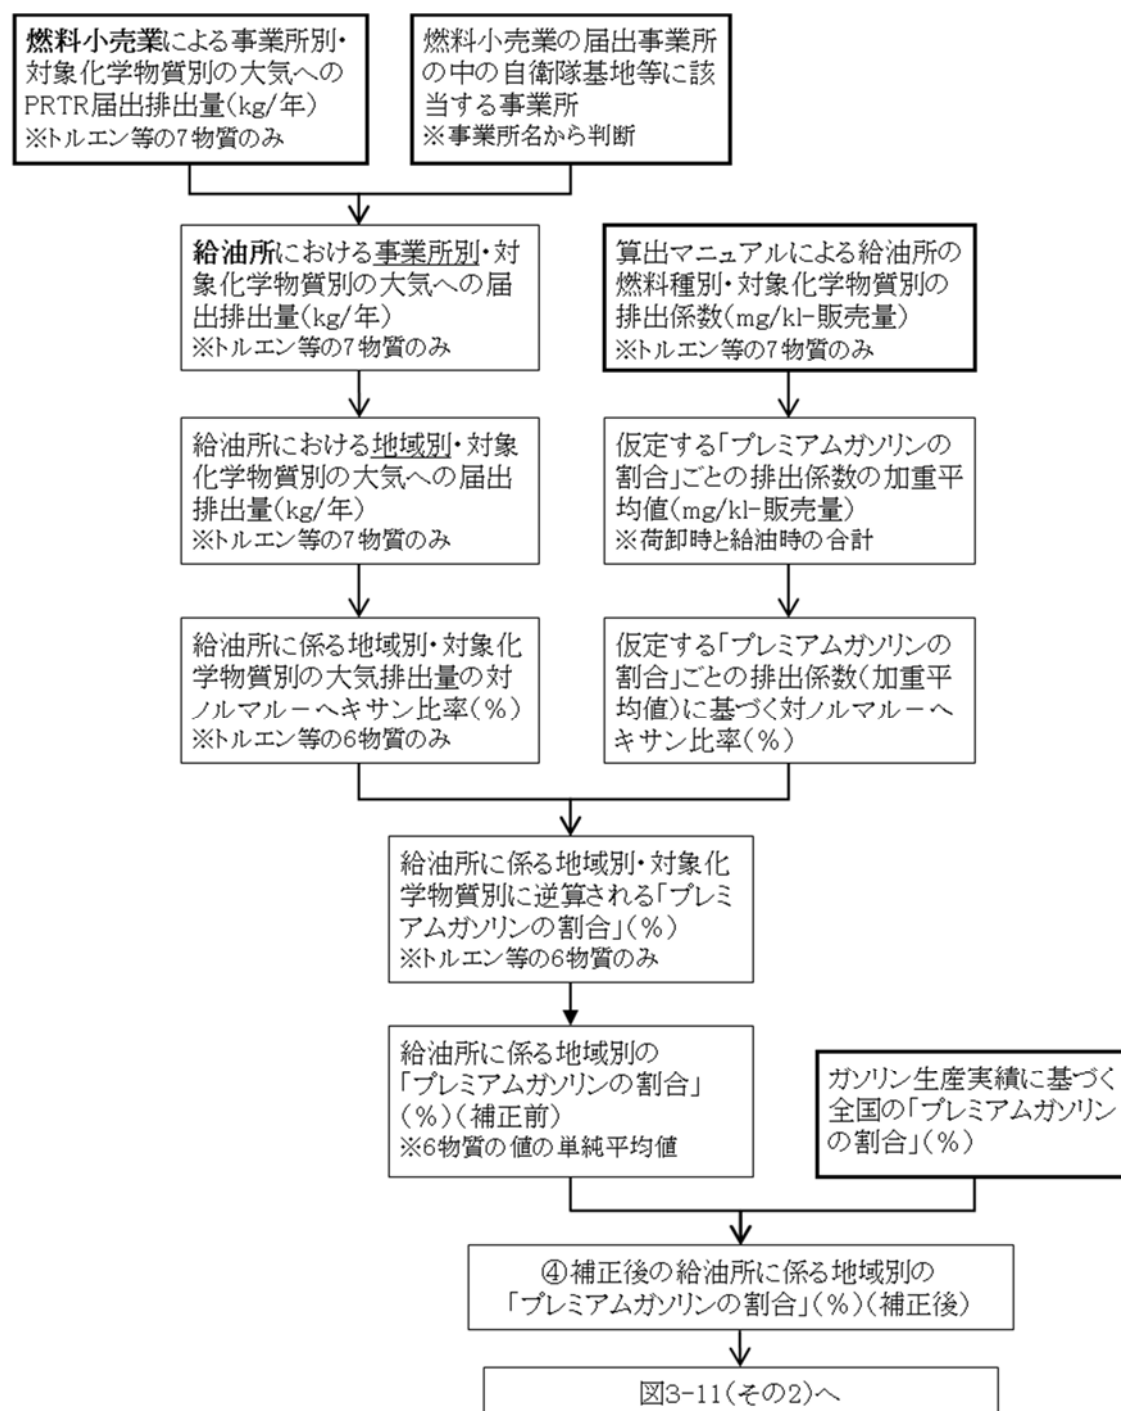 燃料小売業による事業所別・
対象化学物質別の大気への
PRTR届出排出量(kg/年)
※トルエン等の7物質のみ
燃料小売業の届出事業所
の中の自衛隊基地等に該
当する事業所
※事業所名から判断
給油所における事業所別・対
象化学物質別の大気への届
出排出量(kg/年)
※トルエン等の7物質のみ
算出マニュアルによる給油所の
燃料種別・対象化学物質別の
排出係数(mg/kl-販売量)
※トルエン等の7物質のみ
給油所における地域別・対象
化学物質別の大気への届出
排出量(kg/年)
※トルエン等の7物質のみ
仮定する「プレミアムガソリンの
割合」ごとの排出係数の加重平
均値(mg/kl-販売量)
※荷卸時と給油時の合計
給油所に係る地域別・対象化
学物質別の大気排出量の対
ノルマル-ヘキサン比率(%)
※トルエン等の6物質のみ
仮定する「プレミアムガソリンの
割合」ごとの排出係数(加重平
均値)に基づく対ノルマル-ヘ
キサン比率(%)
給油所に係る地域別・対象化
学物質別に逆算される「プレミ
アムガソリンの割合」(%)
※トルエン等の6物質のみ
給油所に係る地域別の
「プレミアムガソリンの割合」
(%)(補正前)
※6物質の値の単純平均値
ガソリン生産実績に基づく
全国の「プレミアムガソリン
の割合」(%)
④補正後の給油所に係る地域別の
「プレミアムガソリンの割合」(%)(補正後)
図3-11(その2)へ